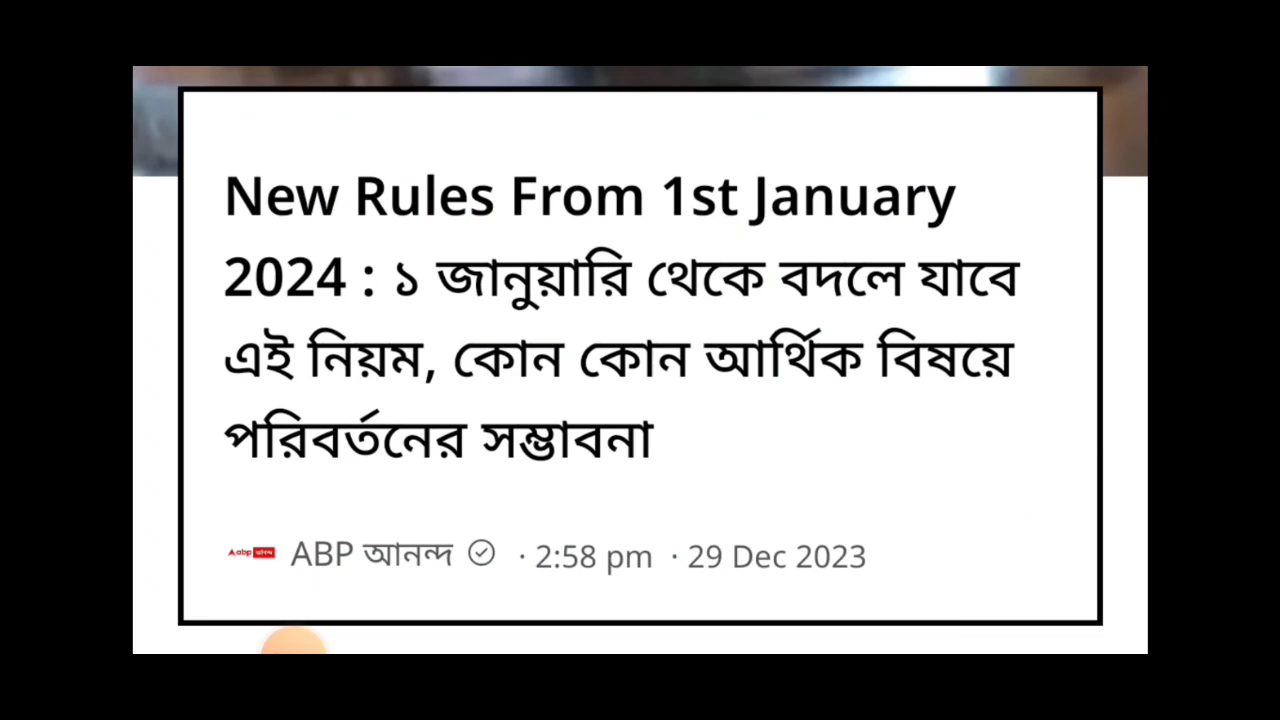 New Rules From 1st January
2024 : ১ জানুয়ারি থেকে বদলে যাবে
এই নিয়ম, কোন কোন আর্থিক বিষয়ে
পরিবর্তনের সম্ভাবনা
abp আনন্দ ABP আনন্দ · 2:58 pm · 29 Dec 2023